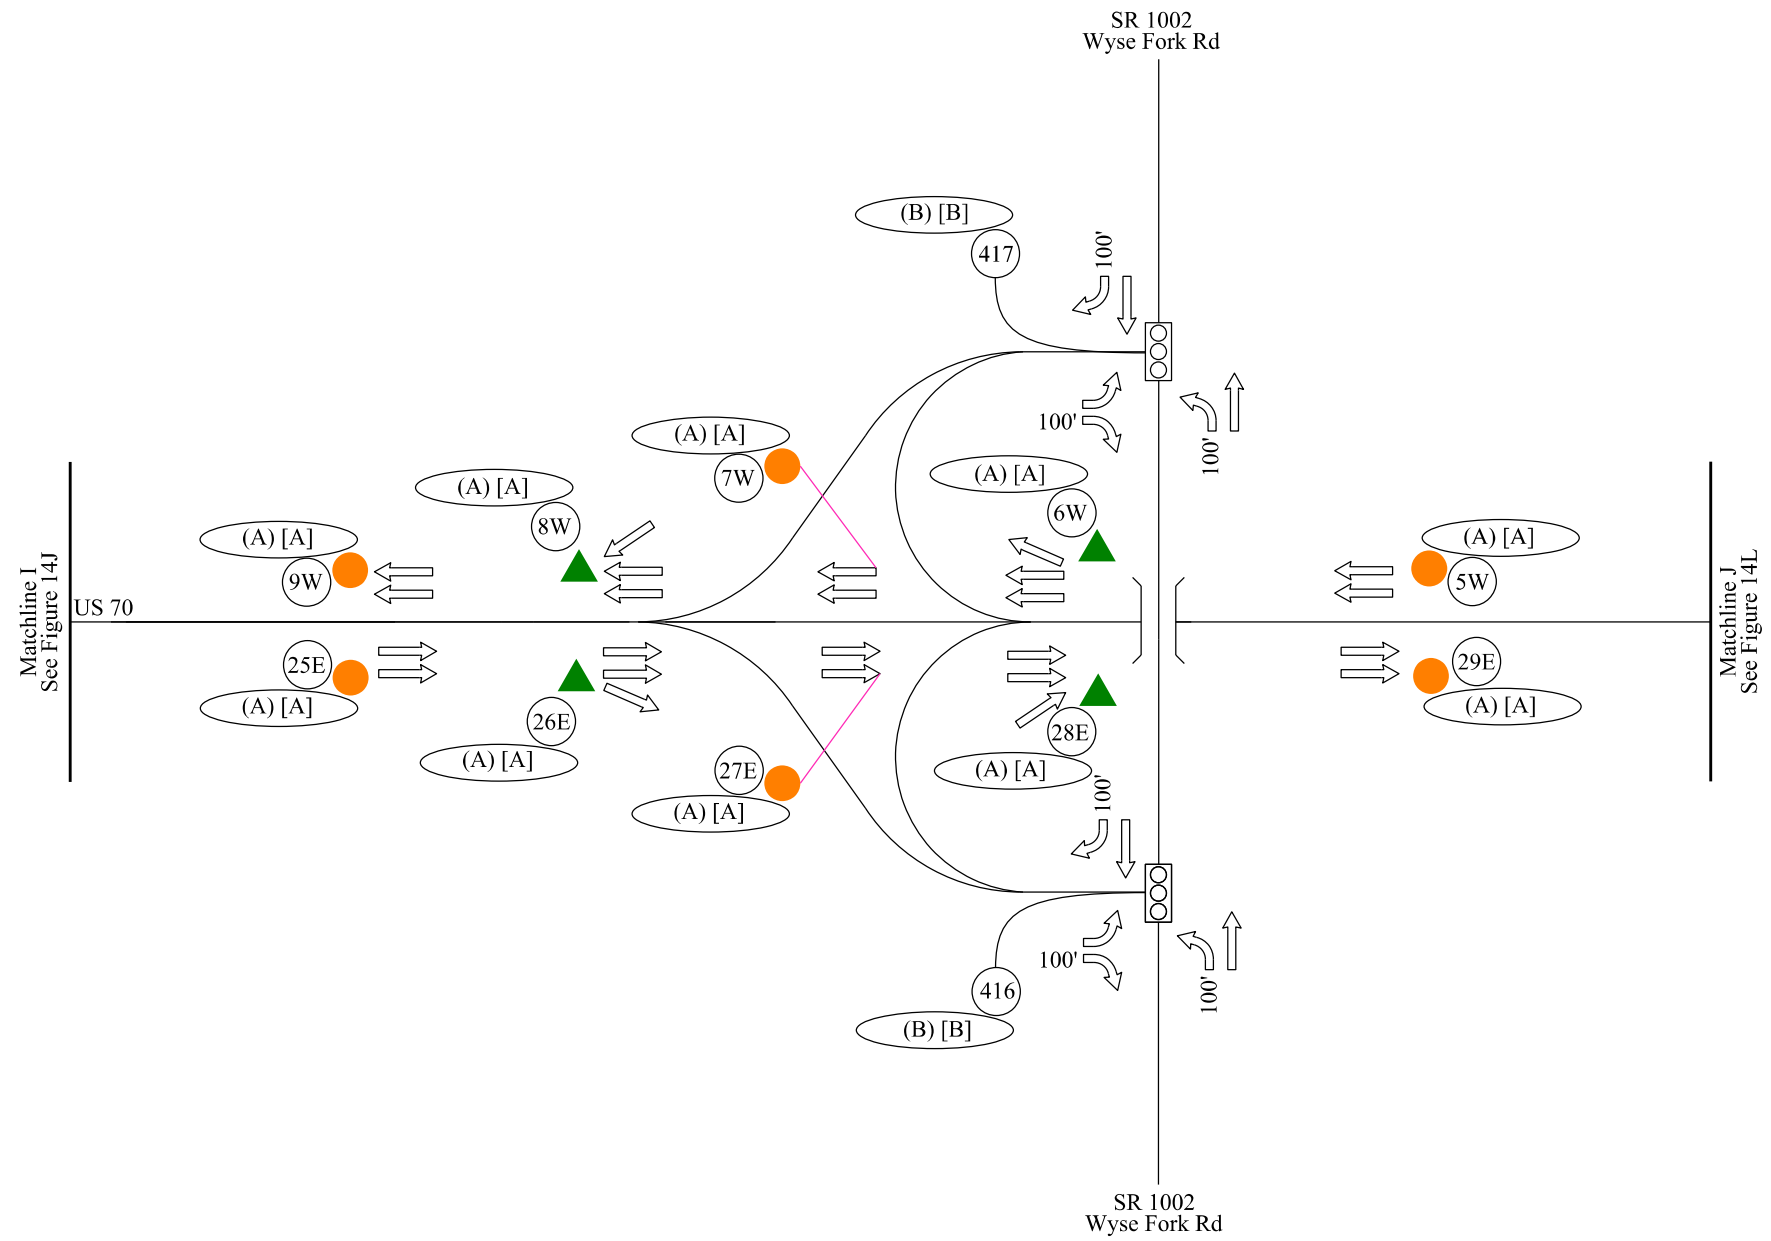 SR 1002
Wyse Fork Rd
(B) [B]
417
100'
100'
100'
(A) [A]
7W
(A) [A]
6W
(A) [A]
8W
(A) [A]
9W
(A) [A]
5W
Matchline I
See Figure 14J
US 70
Matchline J
See Figure 14L
25E
(A) [A]
26E
(A) [A]
27E
(A) [A]
28E
(A) [A]
29E
(A) [A]
100'
100'
100'
416
(B) [B]
SR 1002
Wyse Fork Rd